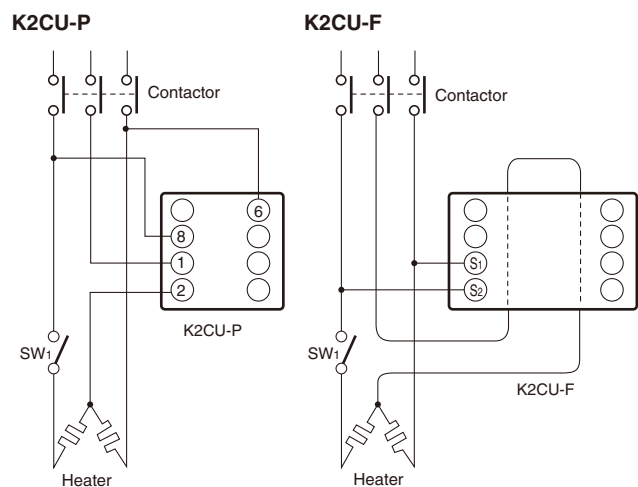 K2CU-P
Contactor
6
8
1
2
K2CU-P
SW1
Heater
K2CU-F
Contactor
S1
S2
SW1
K2CU-F
Heater